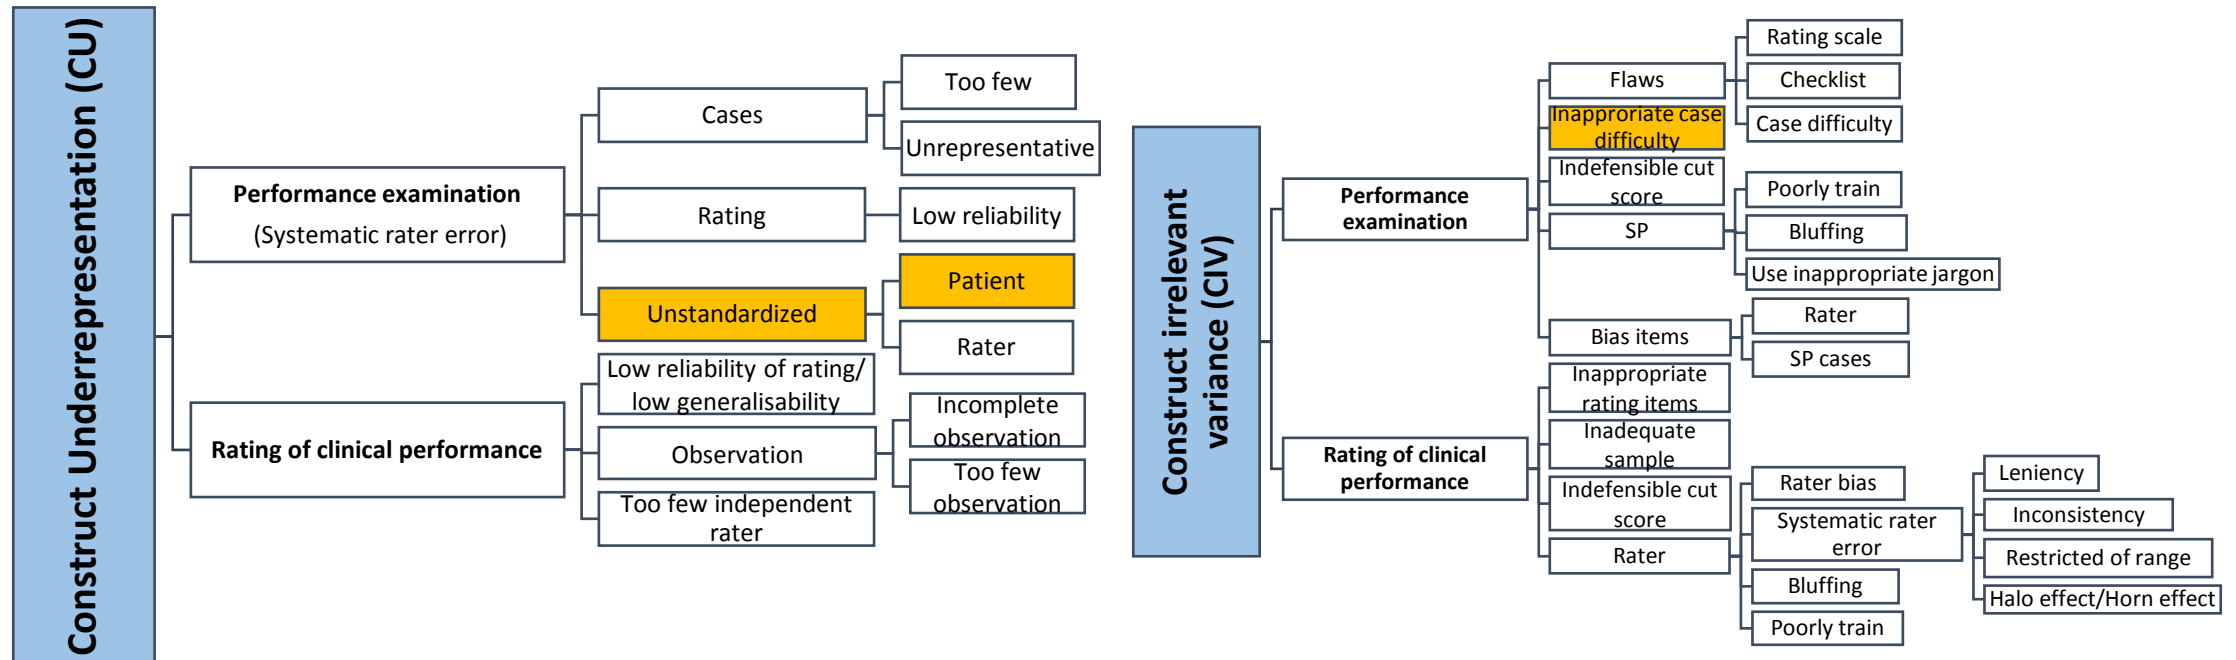 Construct Underrepresentation (CU)
Performance examination
(Systematic rater error)
Cases
Too few
Unrepresentative
Rating
Low reliability
Unstandardized
Patient
Rater
Rating of clinical performance
Low reliability of rating/
low generalisability
Observation
Incomplete
observation
Too few
observation
Too few independent
rater
Construct irrelevant
variance (CIV)
Performance
examination
Flaws
Rating scale
Checklist
Case difficulty
Inapproriate case
difficulty
Indefensible cut
score
SP
Poorly train
Bluffing
Use inappropriate jargon
Bias items
Rater
SP cases
Rating of clinical
performance
Inappropriate
rating items
Inadequate
sample
Indefensible cut
score
Rater
Rater bias
Systematic rater
error
Leniency
Inconsistency
Restricted of range
Halo effect/Horn effect
Bluffing
Poorly train